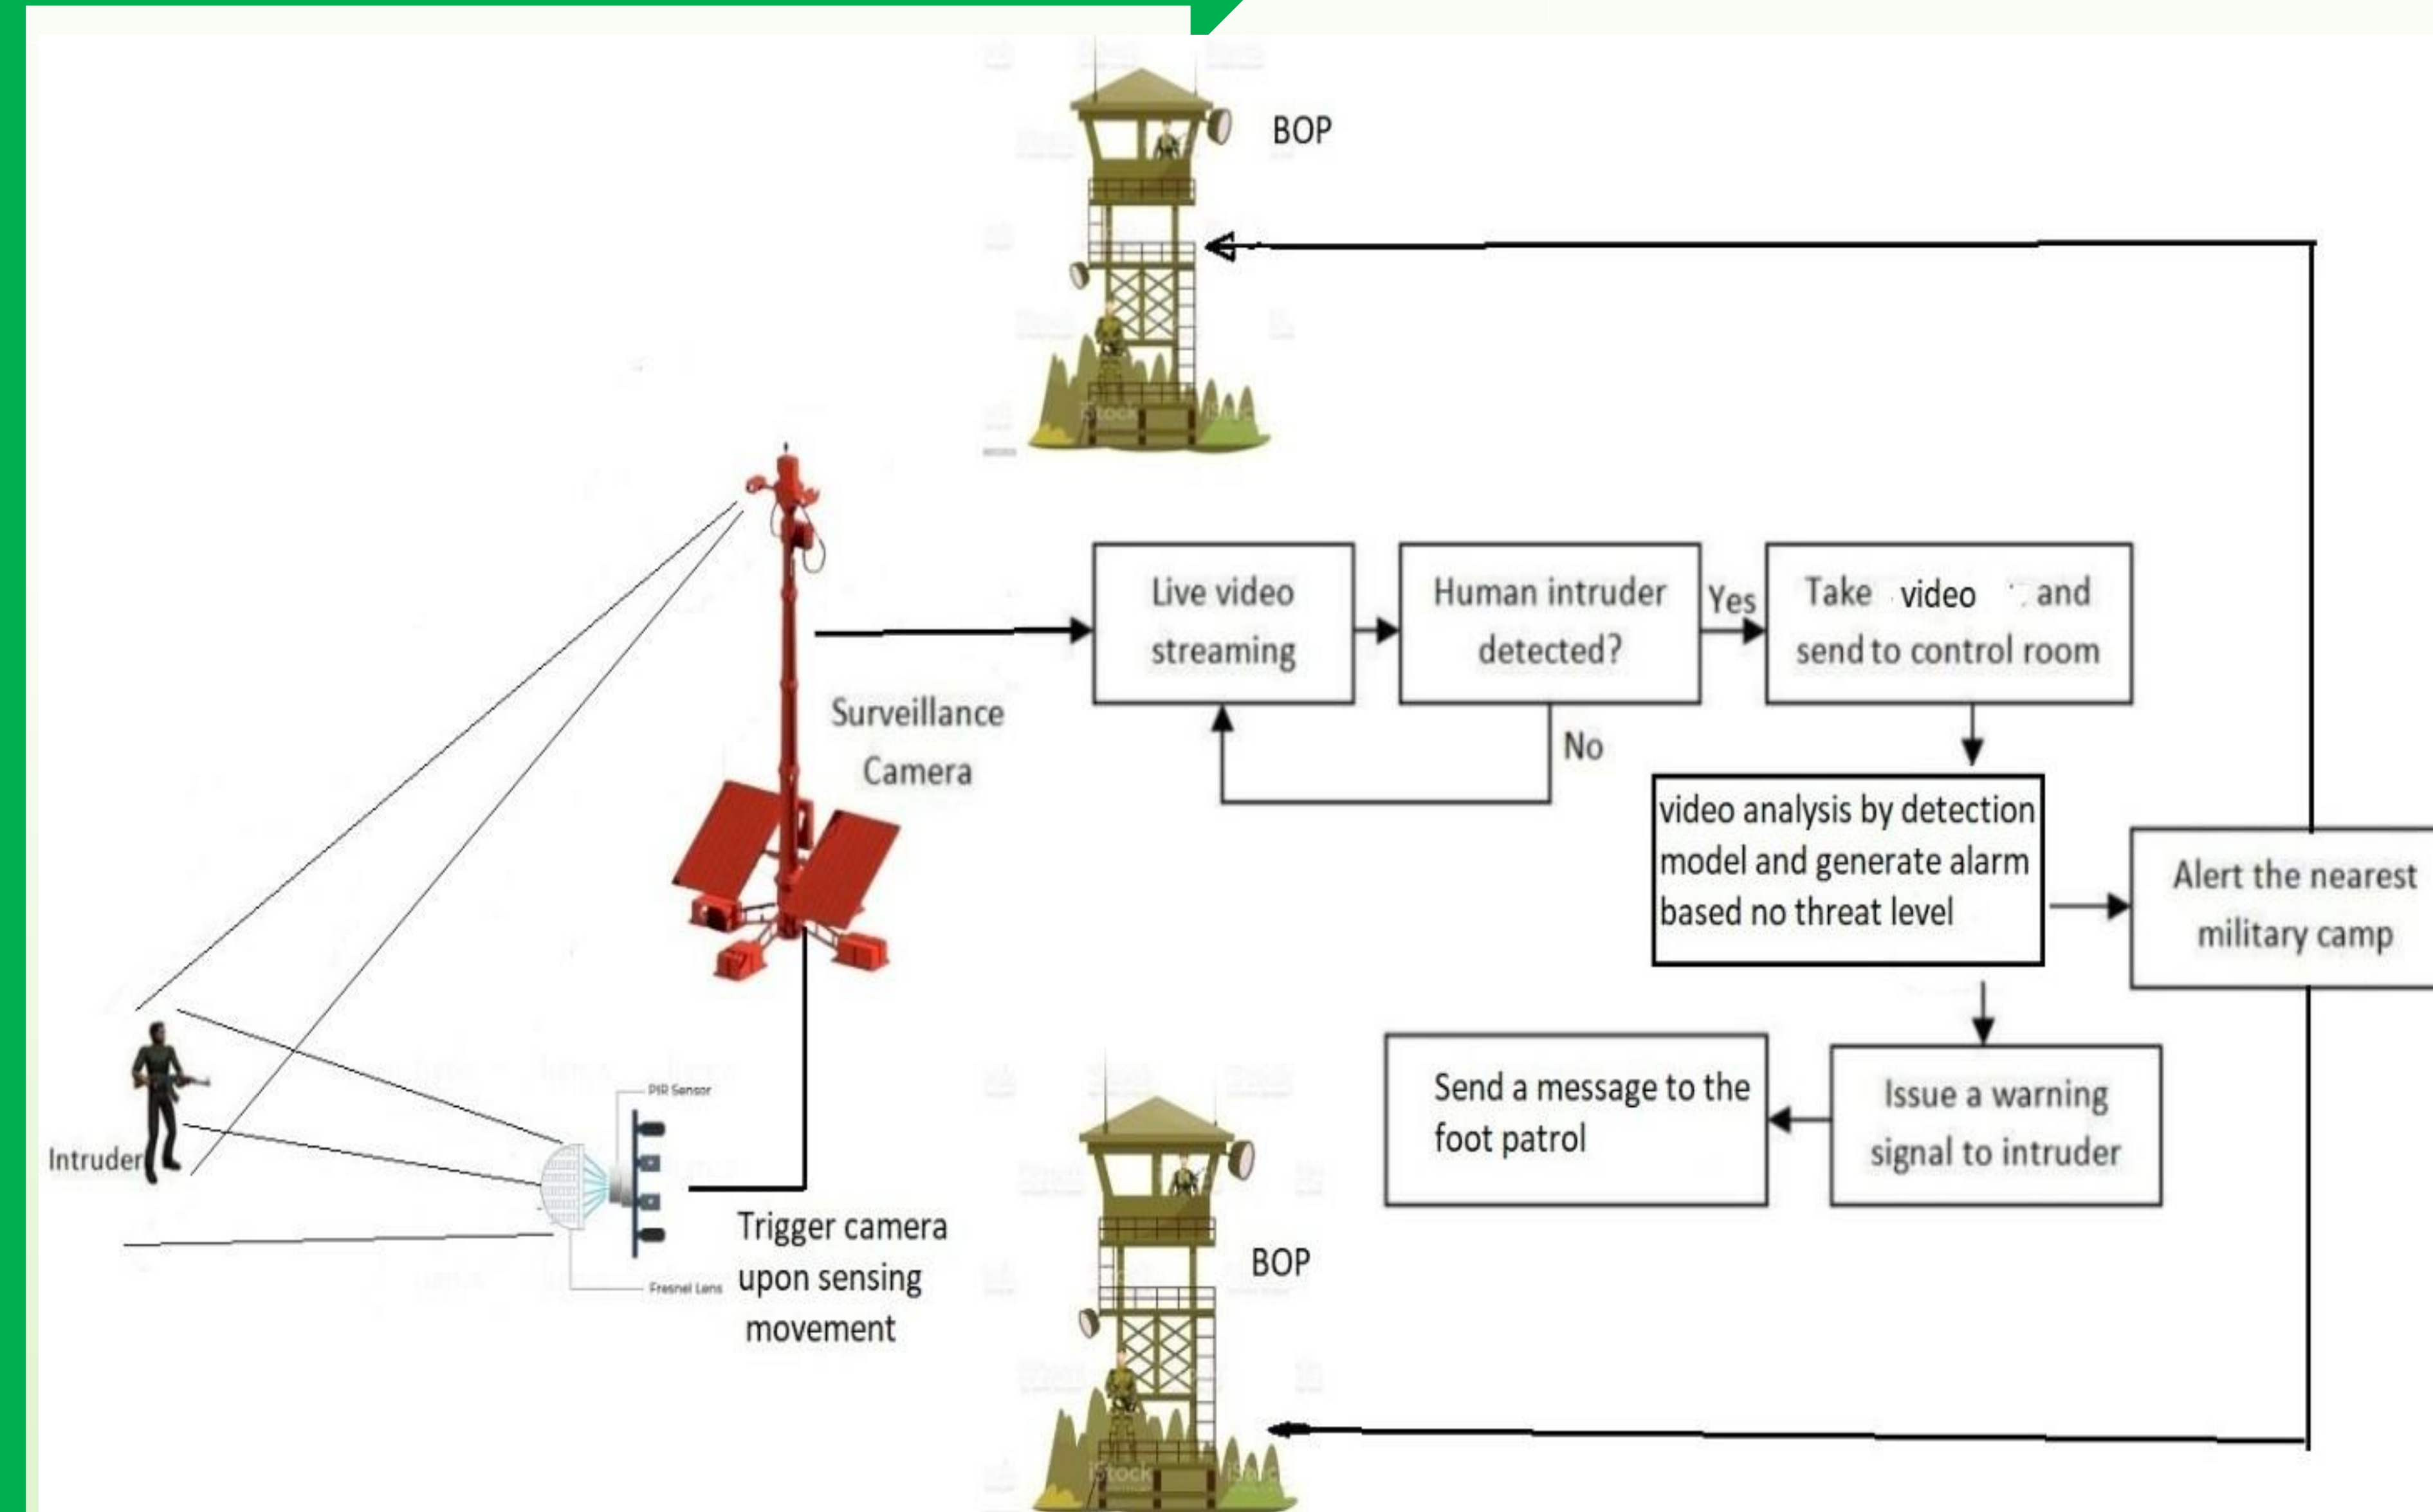 BOP
Live video
streaming
Human intruder
detected?
Yes
Take video and
send to control room
No
Surveillance
Camera
video analysis by detection
model and generate alarm
based no threat level
Alert the nearest
military camp
Issue a warning
signal to intruder
Send a message to the
foot patrol
Intruder
PIR Sensor
Fresnel Lens
Trigger camera
upon sensing
movement
BOP
iStock
iStock